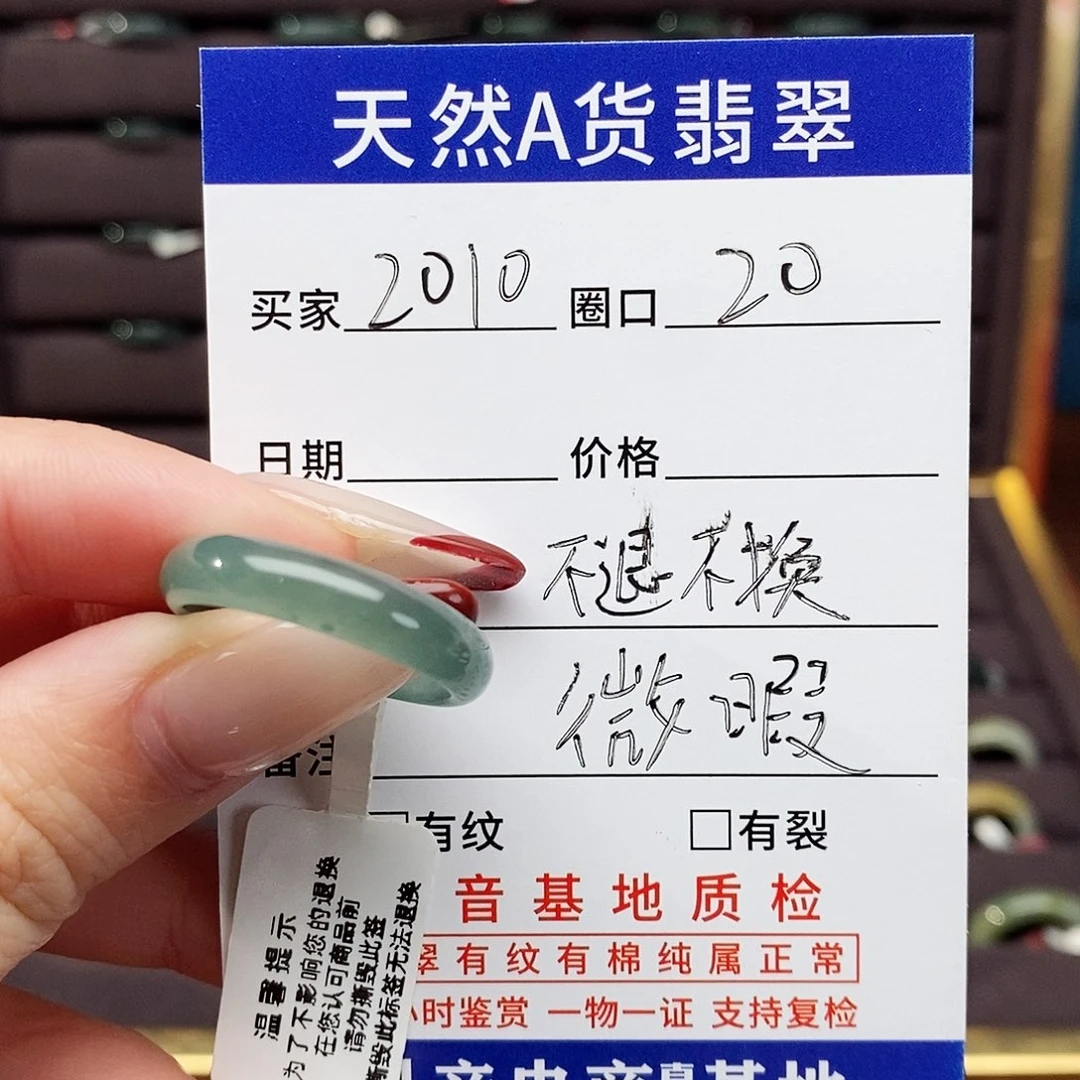 天然A货翡翠
买家 2010 圈口 20
日期 价格
不退不换
备注 微暇
有纹 有裂
音基地质检
翠有纹有棉纯属正常
小时鉴赏 一物一证 支持复检
温馨提示
为了不影响您的退换
在您认可商品前
请勿撕毁此签
撕毁此标签无法退换